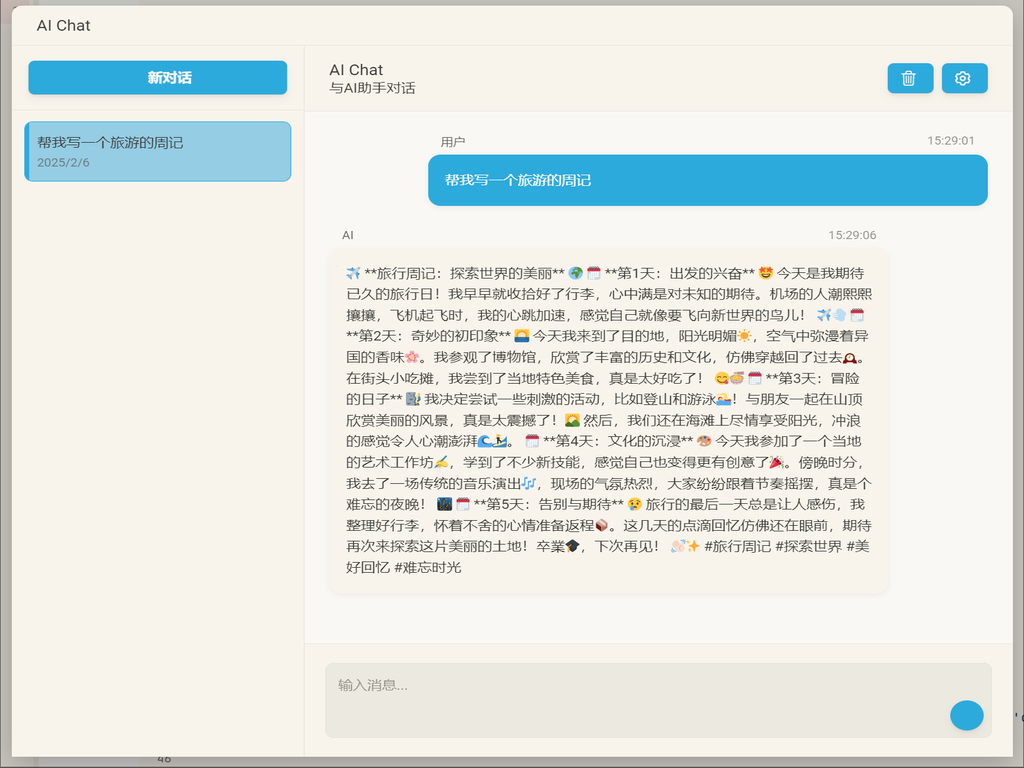 AI Chat
新对话
帮我写一个旅游的周记
2025/2/6
AI Chat
与AI助手对话
用户
15:29:01
帮我写一个旅游的周记
AI
15:29:06
✈️ **旅行周记：探索世界的美丽** 🌍 🗓️ **第1天：出发的兴奋** 🤩 今天是我期待
已久的旅行日！我早早就收拾好了行李，心中满是对未知的期待。机场的人潮熙熙
攘攘，飞机起飞时，我的心跳加速，感觉自己就像要飞向新世界的鸟儿！ ✈️💨 🗓️
**第2天：奇妙的初印象** 🌅 今天我来到了目的地，阳光明媚☀️，空气中弥漫着异
国的香味🌸。我参观了博物馆，欣赏了丰富的历史和文化，仿佛穿越回了过去🕰️。
在街头小吃摊，我尝到了当地特色美食，真是太好吃了！ 😋🍜 🗓️ **第3天：冒险
的日子** 🧗 我决定尝试一些刺激的活动，比如登山和游泳🏊！与朋友一起在山顶
欣赏美丽的风景，真是太震撼了！🌄 然后，我们还在海滩上尽情享受阳光，冲浪
的感觉令人心潮澎湃🌊🏄。 🗓️ **第4天：文化的沉浸** 🎨 今天我参加了一个当地
的艺术工作坊✍️，学到了不少新技能，感觉自己也变得更有创意了🎉。傍晚时分，
我去了一场传统的音乐演出🎶，现场的气氛热烈，大家纷纷跟着节奏摇摆，真是个
难忘的夜晚！ 🌃 🗓️ **第5天：告别与期待** 😢 旅行的最后一天总是让人感伤，我
整理好行李，怀着不舍的心情准备返程📦。这几天的点滴回忆仿佛还在眼前，期待
再次来探索这片美丽的土地！卒業🎓，下次再见！ 👋✨ #旅行周记 #探索世界 #美
好回忆 #难忘时光
输入消息...
46